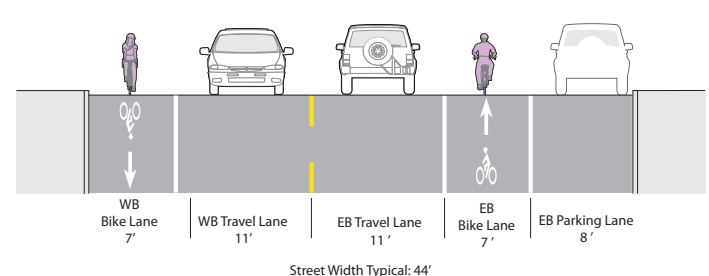 WB
Bike Lane
7’
WB Travel Lane
11’
EB Travel Lane
11 ’
EB
Bike Lane
7 ’
EB Parking Lane
8 ’
Street Width Typical: 44’